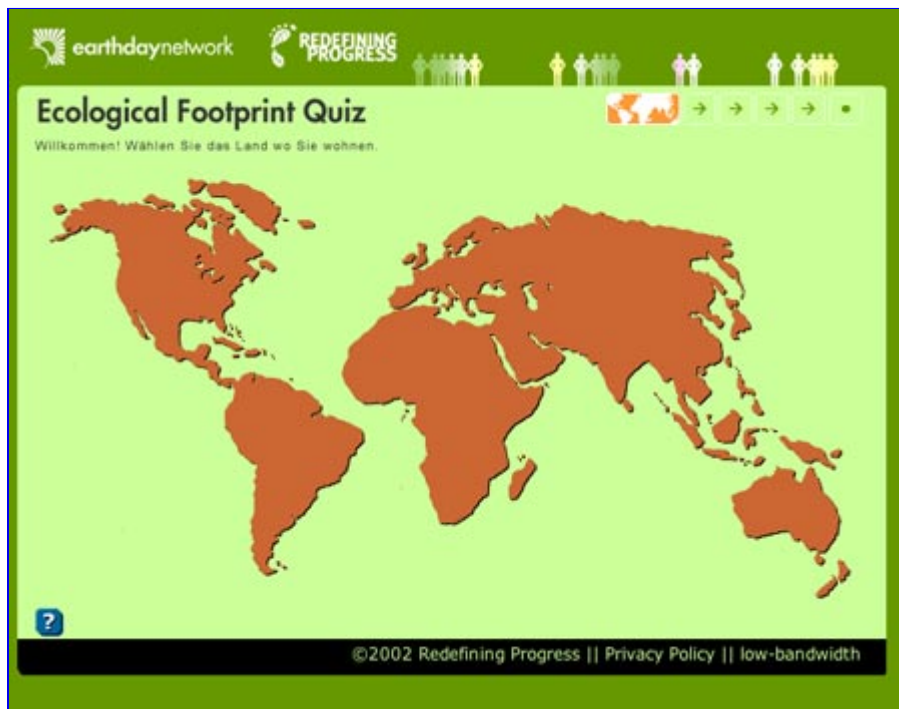 earthdaynetwork
REDEFINING
PROGRESS
Ecological Footprint Quiz
Willkommen! Wählen Sie das Land wo Sie wohnen.
?
©2002 Redefining Progress || Privacy Policy || low-bandwidth